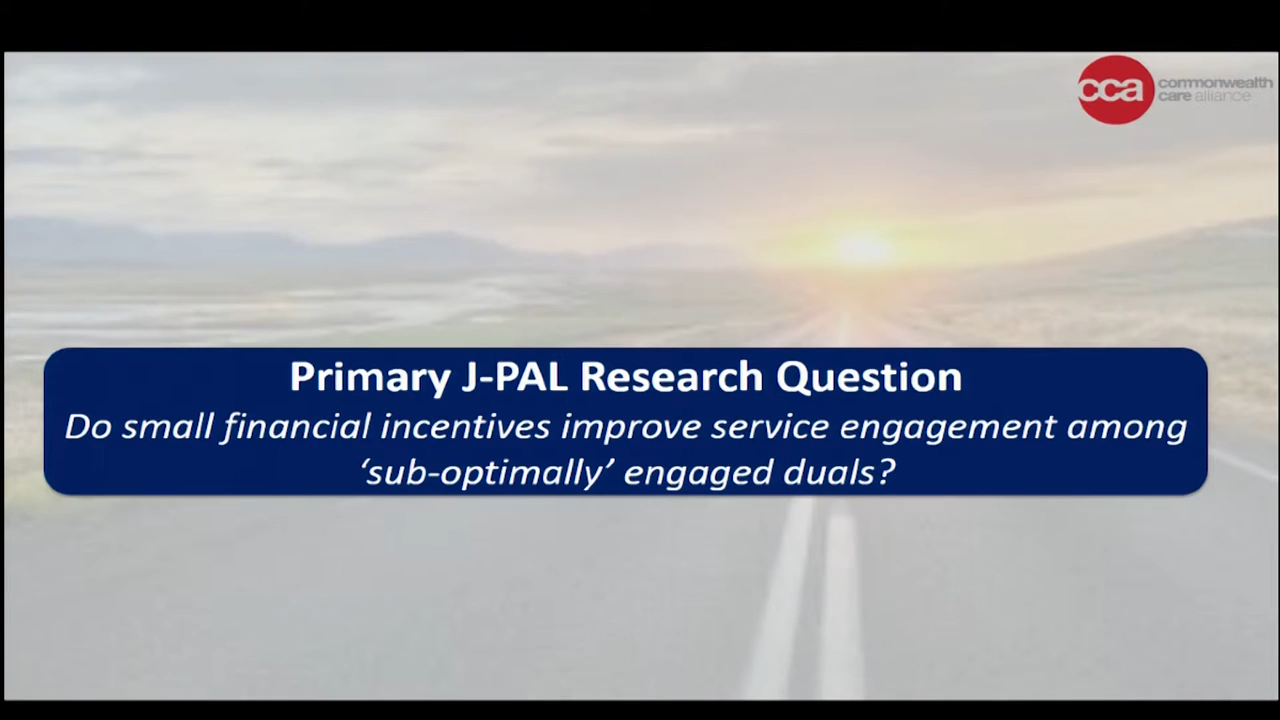 cca commonwealth
care alliance
Primary J-PAL Research Question
Do small financial incentives improve service engagement among
‘sub-optimally’ engaged duals?